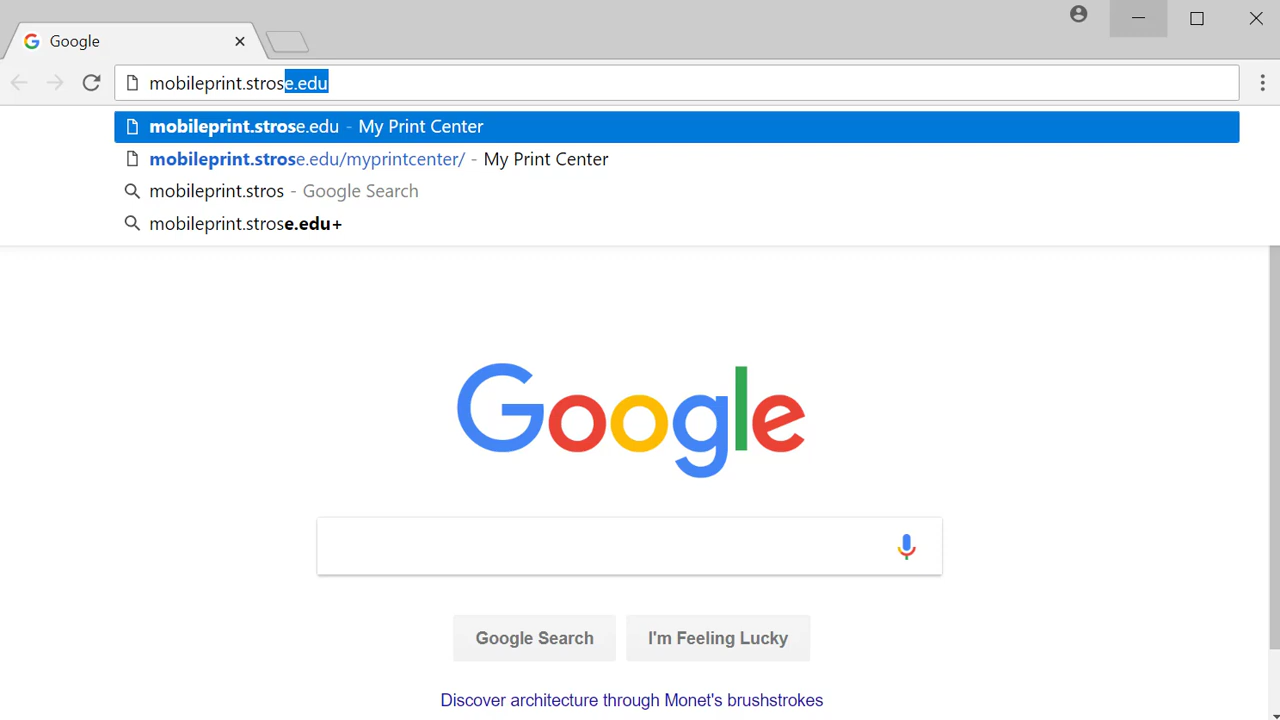 Google
mobileprint.strose.edu
mobileprint.strose.edu - My Print Center
mobileprint.strose.edu/myprintcenter/ - My Print Center
mobileprint.stros - Google Search
mobileprint.strose.edu+
Google
Google Search
I'm Feeling Lucky
Discover architecture through Monet's brushstrokes